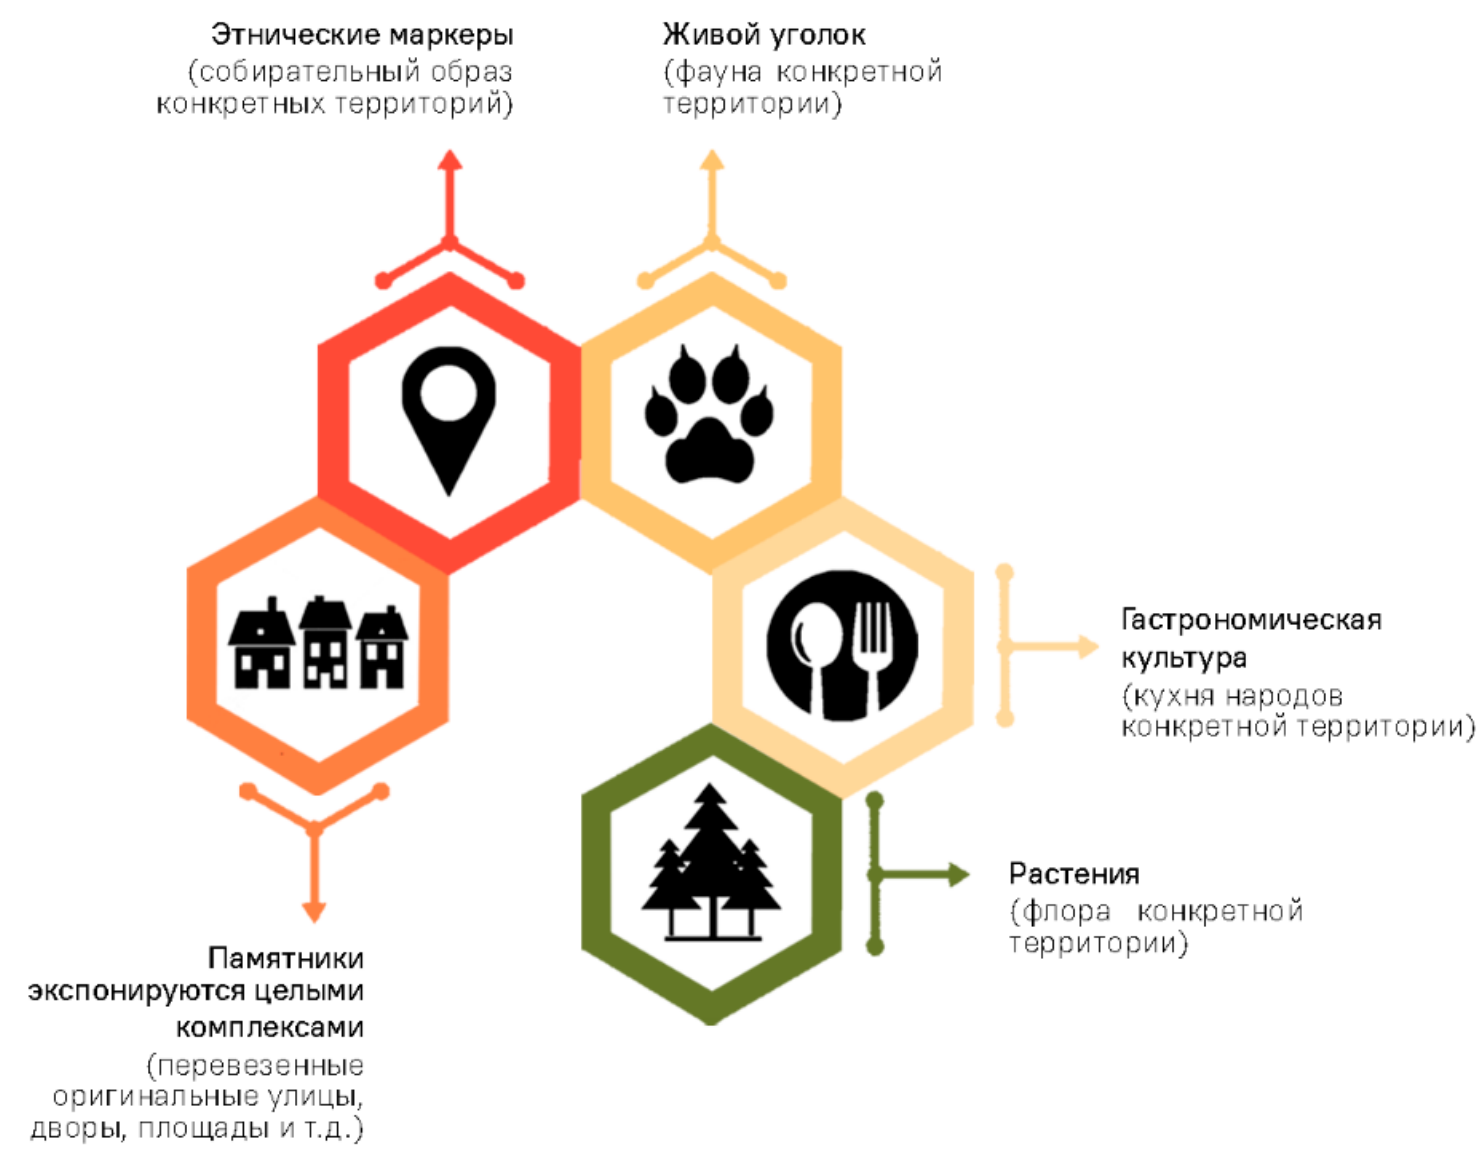 Этнические маркеры
(собирательный образ
конкретных территорий)
Живой уголок
(фауна конкретной
территории)
Гастрономическая
культура
(кухня народов
конкретной территории)
Растения
(флора конкретной
территории)
Памятники
экспонируются целыми
комплексами
(перевезенные
оригинальные улицы,
дворы, площады и т.д.)